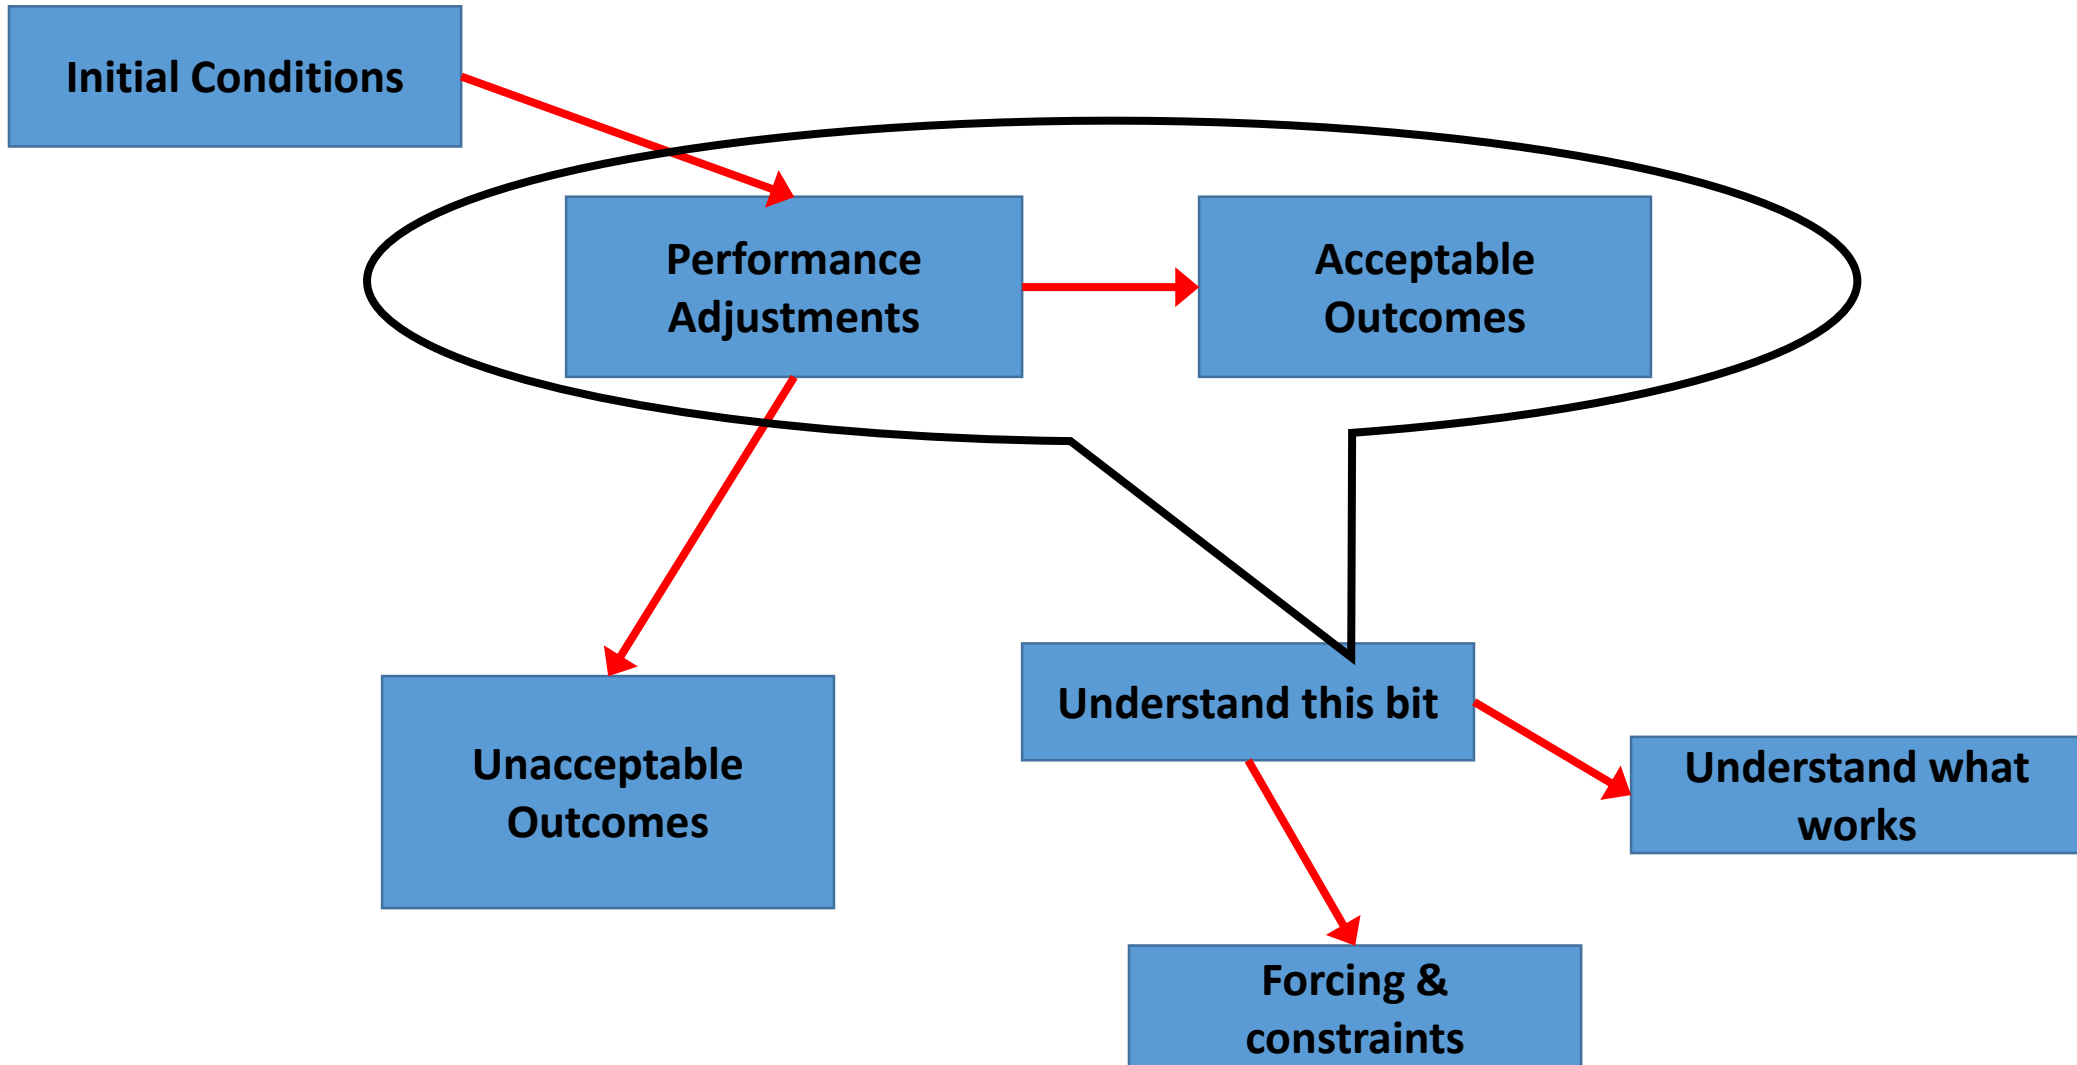 Initial Conditions
Performance
Adjustments
Acceptable
Outcomes
Unacceptable
Outcomes
Understand this bit
Understand what
works
Forcing &
constraints